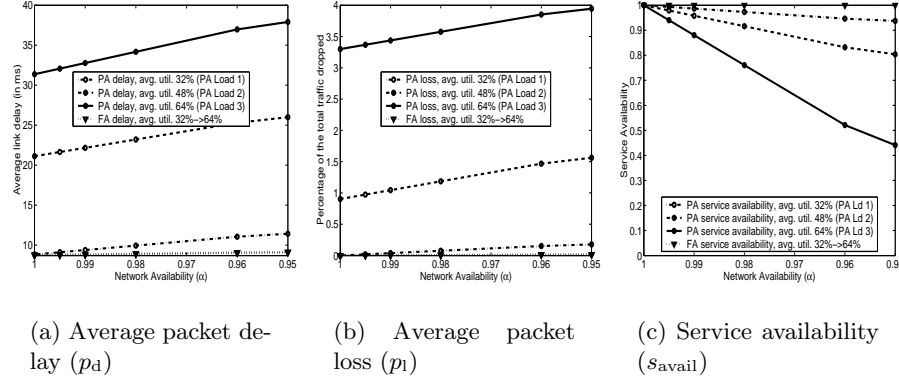 40
35
30
25
20
15
10
1
0.99
0.98
0.97
0.96
0.95
Average link delay (in ms)
Network Availability (α)
PA delay, avg. util. 32% (PA Load 1)
PA delay, avg. util. 48% (PA Load 2)
PA delay, avg. util. 64% (PA Load 3)
FA delay, avg. util. 32%->64%
(a) Average packet de-
lay (pd)
4
3.5
3
2.5
2
1.5
1
0.5
0
1
0.99
0.98
0.97
0.96
0.95
Percentage of the total traffic dropped
Network Availability (α)
PA loss, avg. util. 32% (PA Load 1)
PA loss, avg. util. 48% (PA Load 2)
PA loss, avg. util. 64% (PA Load 3)
FA loss, avg. util. 32%->64%
(b) Average packet
loss (pl)
1
0.9
0.8
0.7
0.6
0.5
0.4
0.3
0.2
0.1
0
1
0.99
0.98
0.97
0.96
0.9
Service Availability
Network Availability (α)
PA service availability, avg. util. 32% (PA Ld 1)
PA service availability, avg. util. 48% (PA Ld 2)
PA service availability, avg. util. 64% (PA Ld 3)
FA service availability, avg. util. 32%->64%
(c) Service availability
(savail)